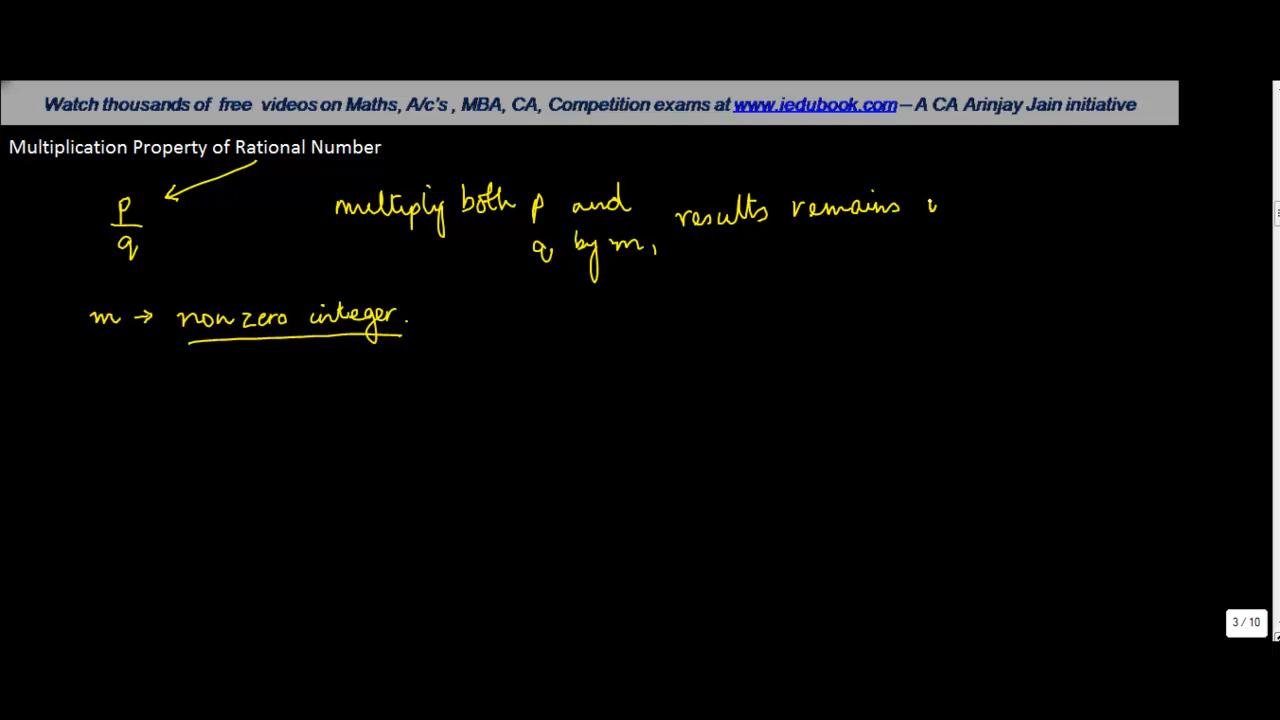 Watch thousands of free videos on Maths, A/c's , MBA, CA, Competition exams at www.iedubook.com – A CA Arinjay Jain initiative
Multiplication Property of Rational Number
p
q
multiply both p and
q by m,
results remains
m → non zero integer.
3 / 10